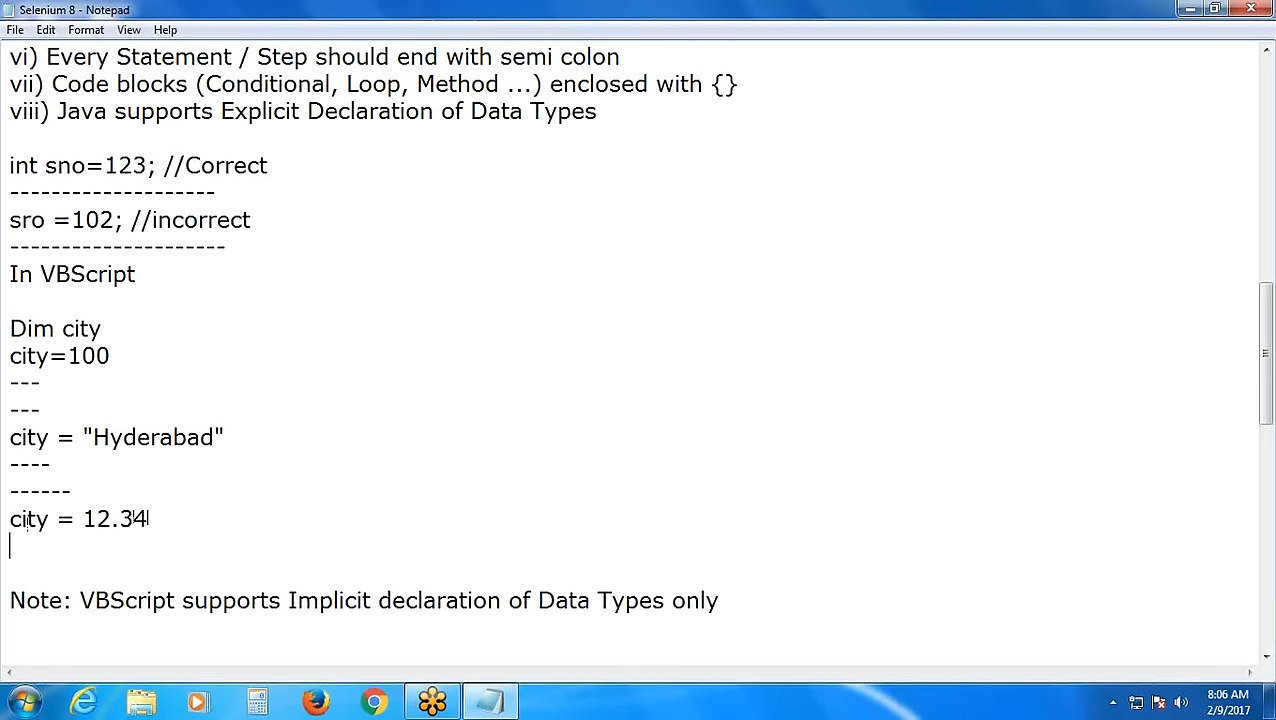 Selenium 8 - Notepad
File Edit Format View Help
vi) Every Statement / Step should end with semi colon
vii) Code blocks (Conditional, Loop, Method ...) enclosed with {}
viii) Java supports Explicit Declaration of Data Types
int sno=123; //Correct
--------------------
sro =102; //incorrect
---------------------
In VBScript
Dim city
city=100
---
---
city = "Hyderabad"
----
------
city = 12.34
Note: VBScript supports Implicit declaration of Data Types only
8:06 AM
2/9/2017